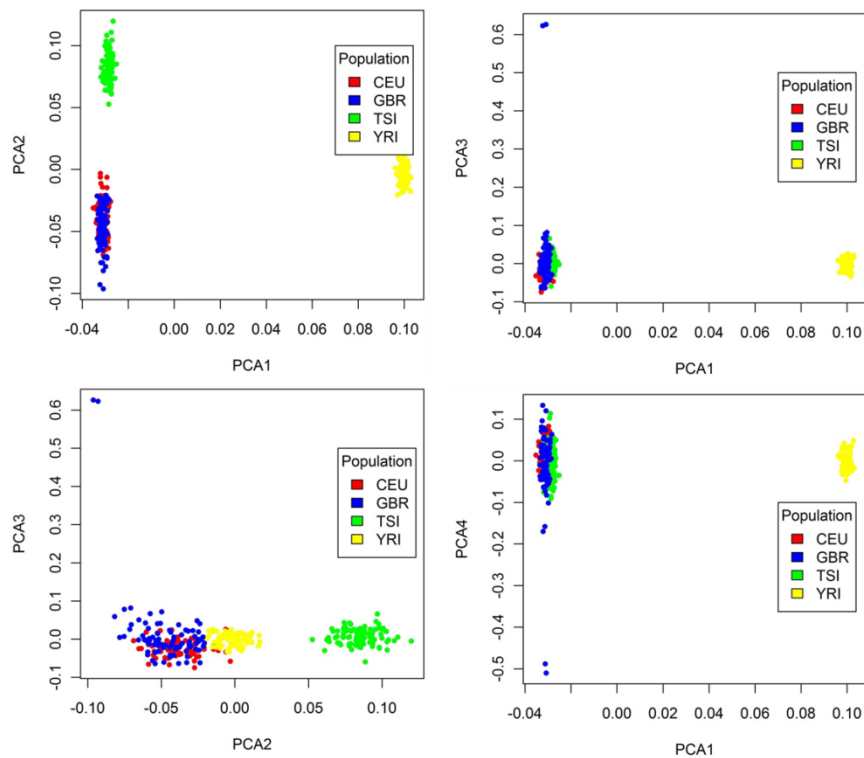 0.10
0.05
0.00
-0.05
-0.10
PCA2
Population
CEU
GBR
TSI
YRI
-0.04
0.00
0.02
0.04
0.06
0.08
0.10
PCA1
0.6
0.5
0.4
0.3
0.2
0.1
0.0
-0.1
PCA3
Population
CEU
GBR
TSI
YRI
-0.04
0.00
0.02
0.04
0.06
0.08
0.10
PCA1
0.6
0.5
0.4
0.3
0.2
0.1
0.0
-0.1
PCA3
Population
CEU
GBR
TSI
YRI
-0.10
-0.05
0.00
0.05
0.10
PCA2
0.1
0.0
-0.1
-0.2
-0.3
-0.4
-0.5
PCA4
Population
CEU
GBR
TSI
YRI
-0.04
0.00
0.02
0.04
0.06
0.08
0.10
PCA1